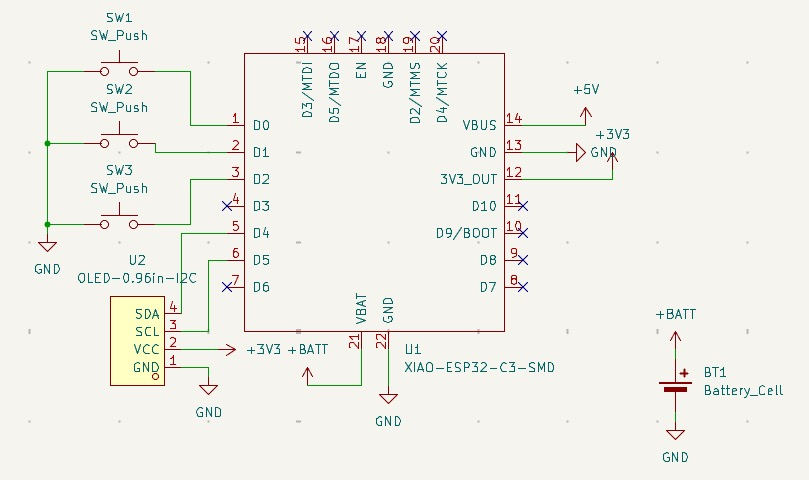 SW1
SW_Push
SW2
SW_Push
SW3
SW_Push
GND
U2
OLED-0.96in-I2C
SDA 4
SCL 3
VCC 2
GND 1
+3V3
GND
15 16 17 18 19 20
D3/MTDI
D5/MTDO
EN
GND
D2/MTMS
D4/MTCK
1 D0
2 D1
3 D2
4 D3
5 D4
6 D5
7 D6
VBUS 14
GND 13
3V3_OUT 12
D10 11
D9/BOOT 10
D8 9
D7 8
+5V
+3V3
GND
VBAT
GND
21 22
+BATT
GND
U1
XIAO-ESP32-C3-SMD
+BATT
+
BT1
Battery_Cell
GND